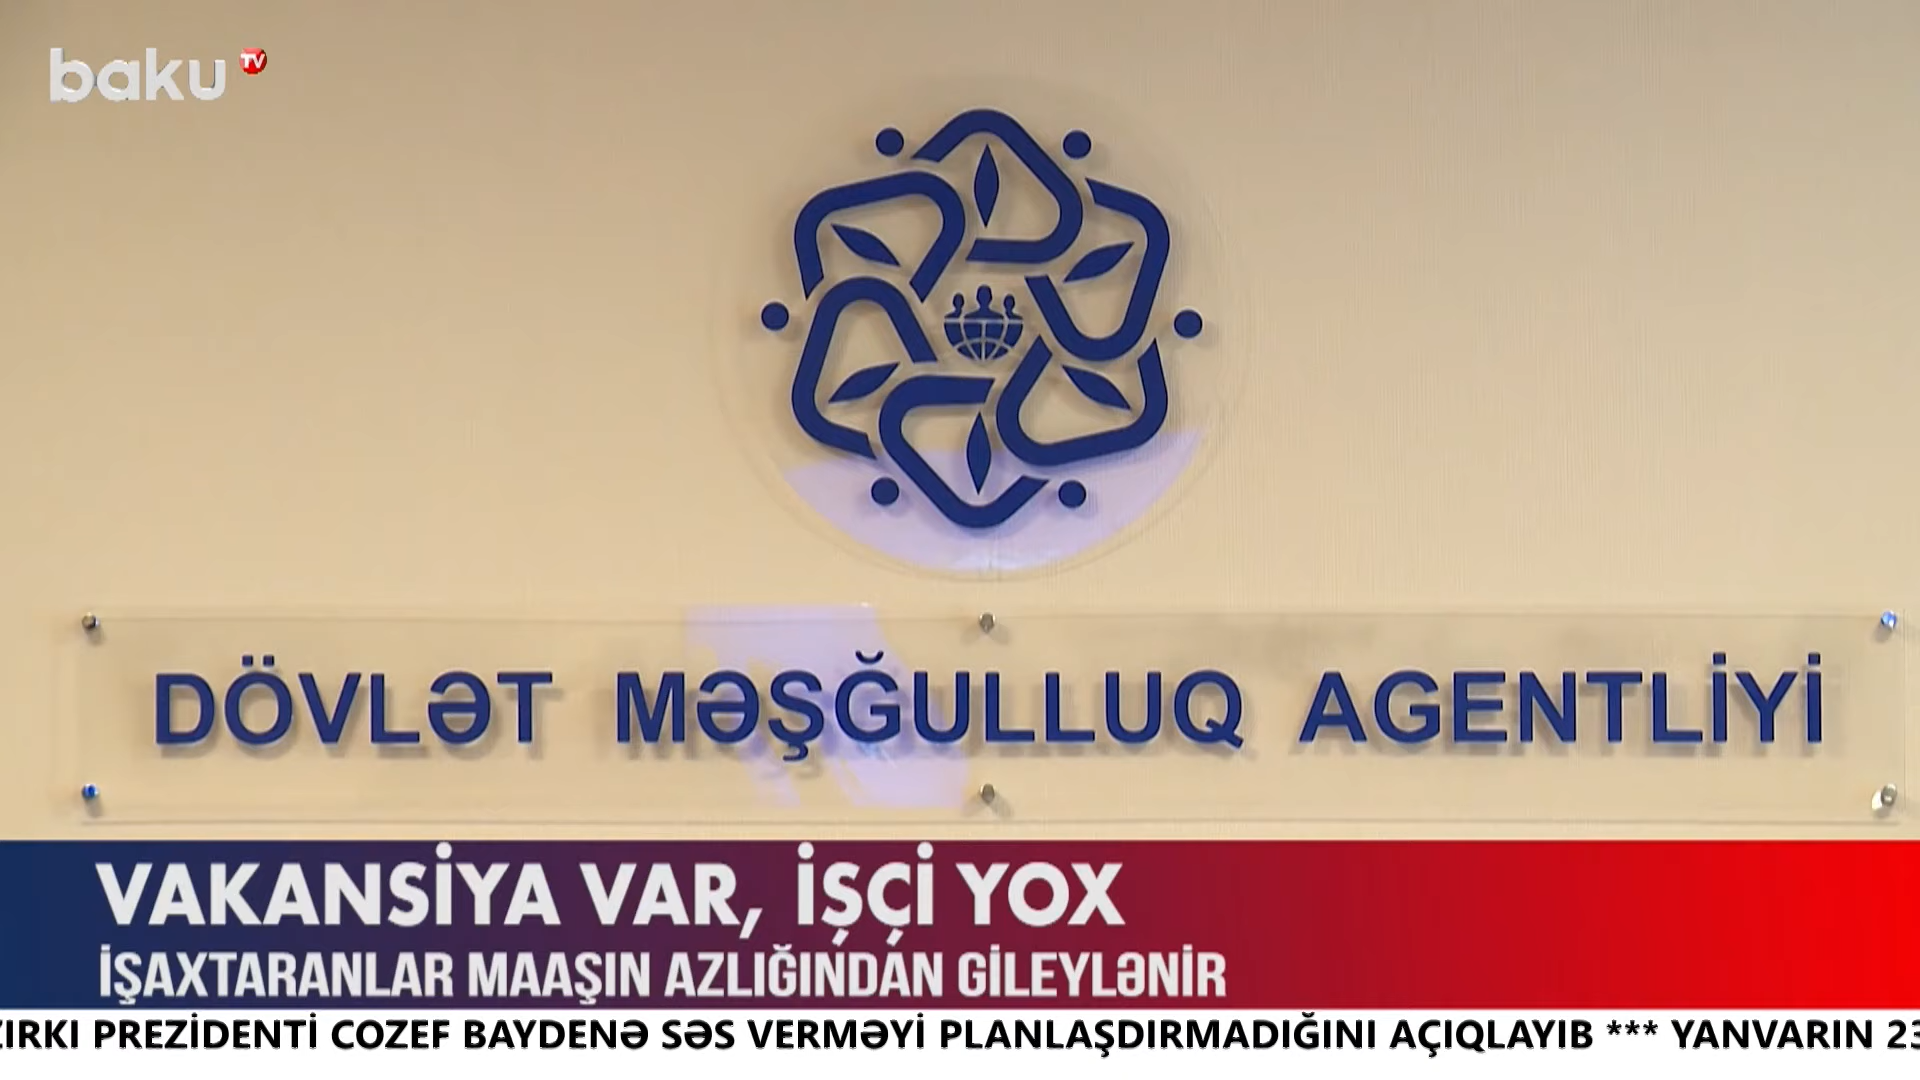 baku TV
DÖVLƏT MƏŞĞULLUQ AGENTLİYİ
VAKANSİYA VAR, İŞÇİ YOX
İŞAXTARANLAR MAAŞIN AZLIĞINDAN GİLEYLƏNİR
PREZİDENTİ COZEF BAYDENƏ SƏS VERMƏYİ PLANLAŞDIRMADIĞINI AÇIQLAYIB *** YANVARIN